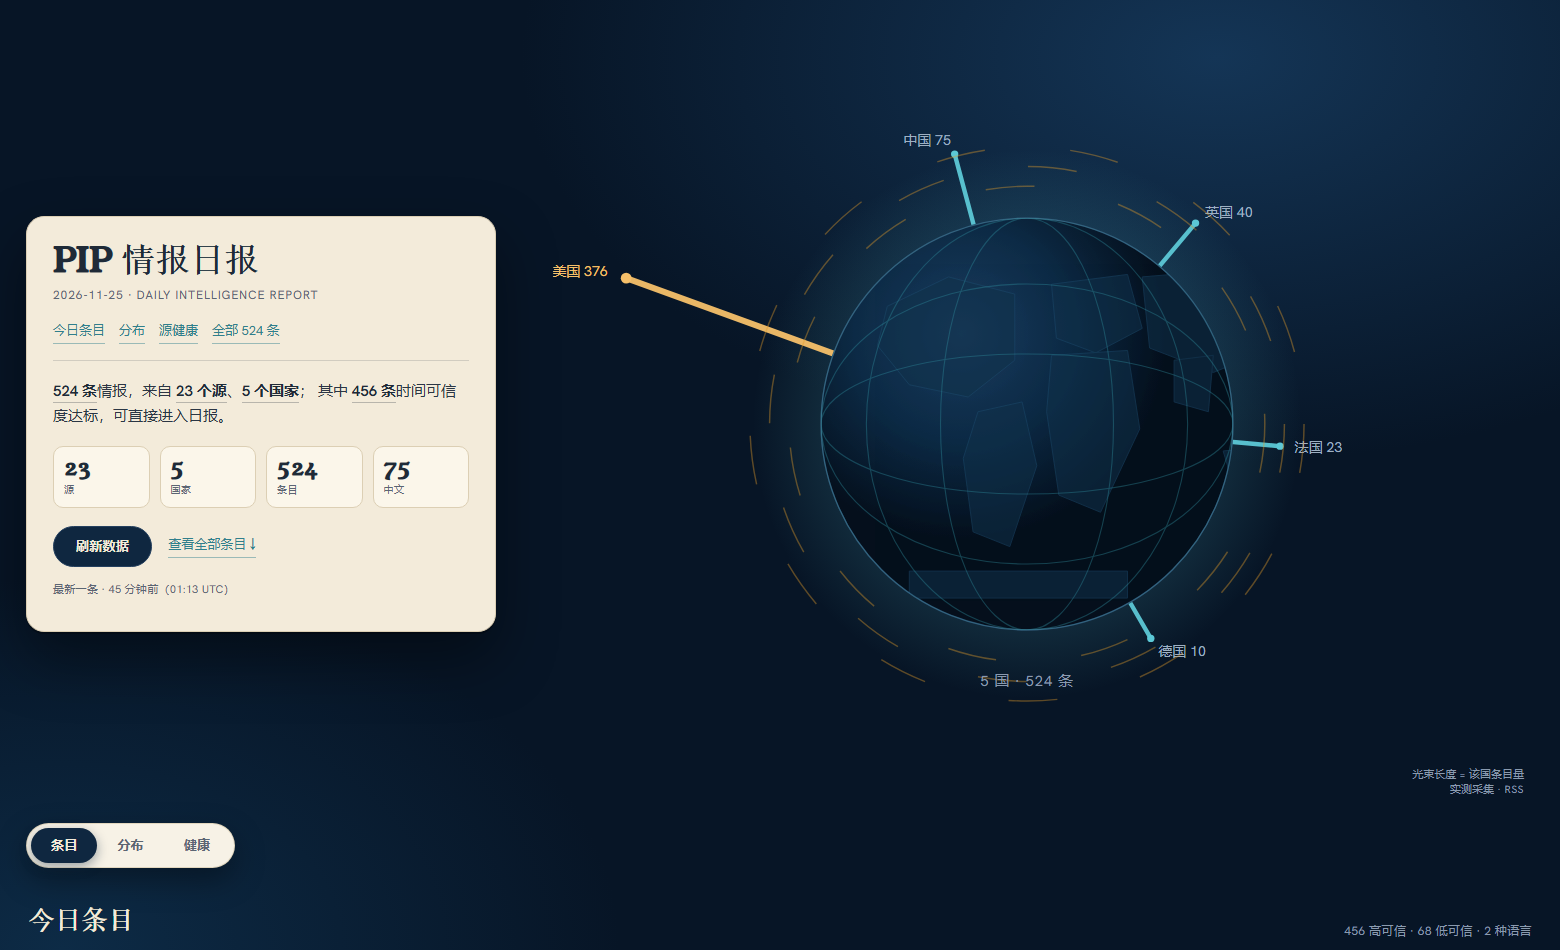 PIP 情报日报
2026-11-25 · DAILY INTELLIGENCE REPORT
今日条目 分布 源健康 全部 524 条
524 条情报，来自 23 个源、5 个国家； 其中 456 条时间可信
度达标，可直接进入日报。
23 5 524 75
源 国家 条目 中文
刷新数据 查看全部条目↓
最新一条 · 45 分钟前 (01:13 UTC)
中国 75
英国 40
美国 376
法国 23
德国 10
5 国 · 524 条
光束长度 = 该国条目量
实测采集 · RSS
条目 分布 健康
今日条目
456 高可信 · 68 低可信 · 2 种语言